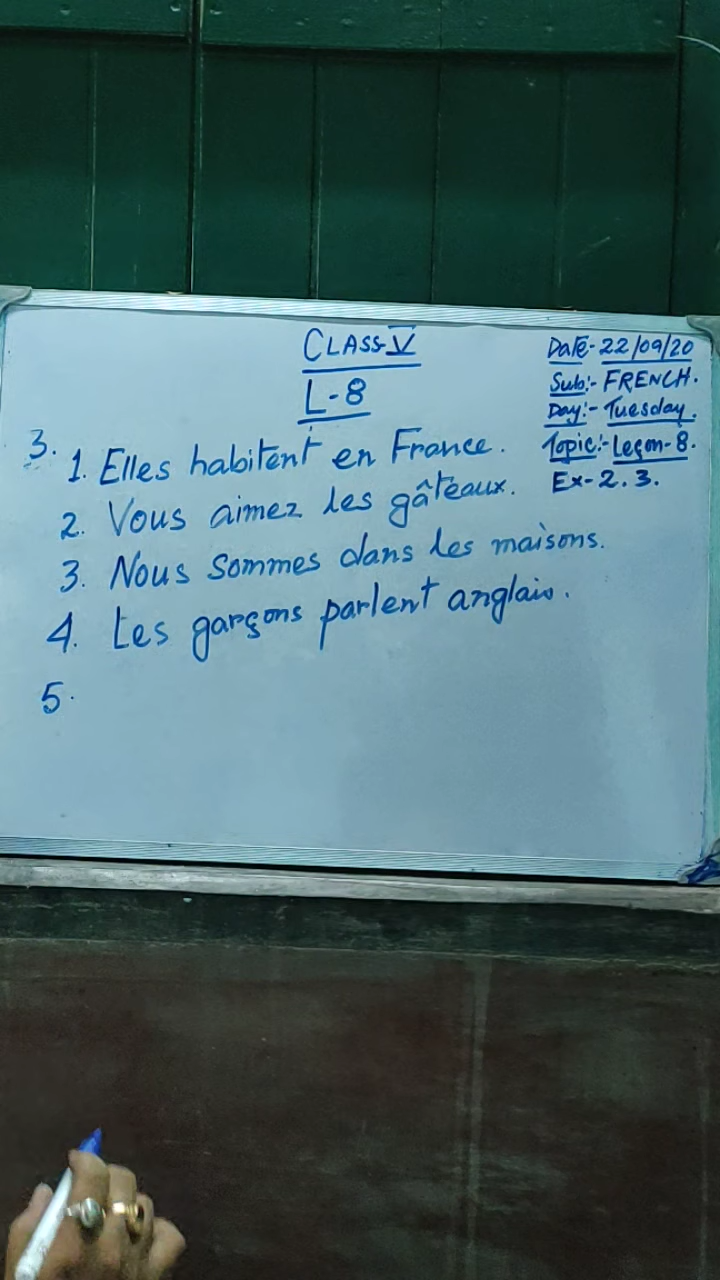 CLASS-V
L-8
Date- 22/09/20
Sub:- FRENCH.
Day:- Tuesday.
Topic:- Leçon-8.
Ex-2.3.
3. 1. Elles habitent en France.
2. Vous aimez les gâteaux.
3. Nous sommes dans les maisons.
4. Les garçons parlent anglais.
5.